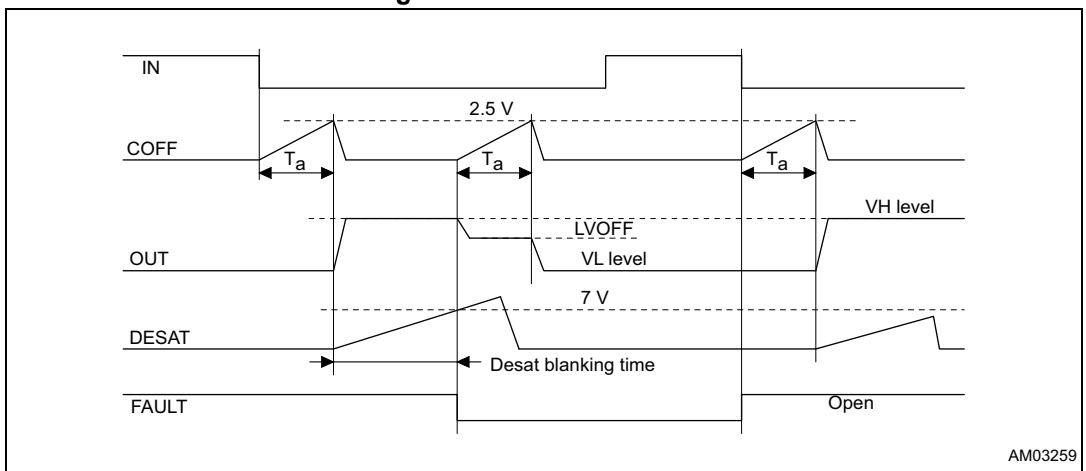 IN
2.5 V
COFF
Ta
Ta
Ta
VH level
LVOFF
OUT
VL level
7 V
DESAT
Desat blanking time
FAULT
Open
AM03259